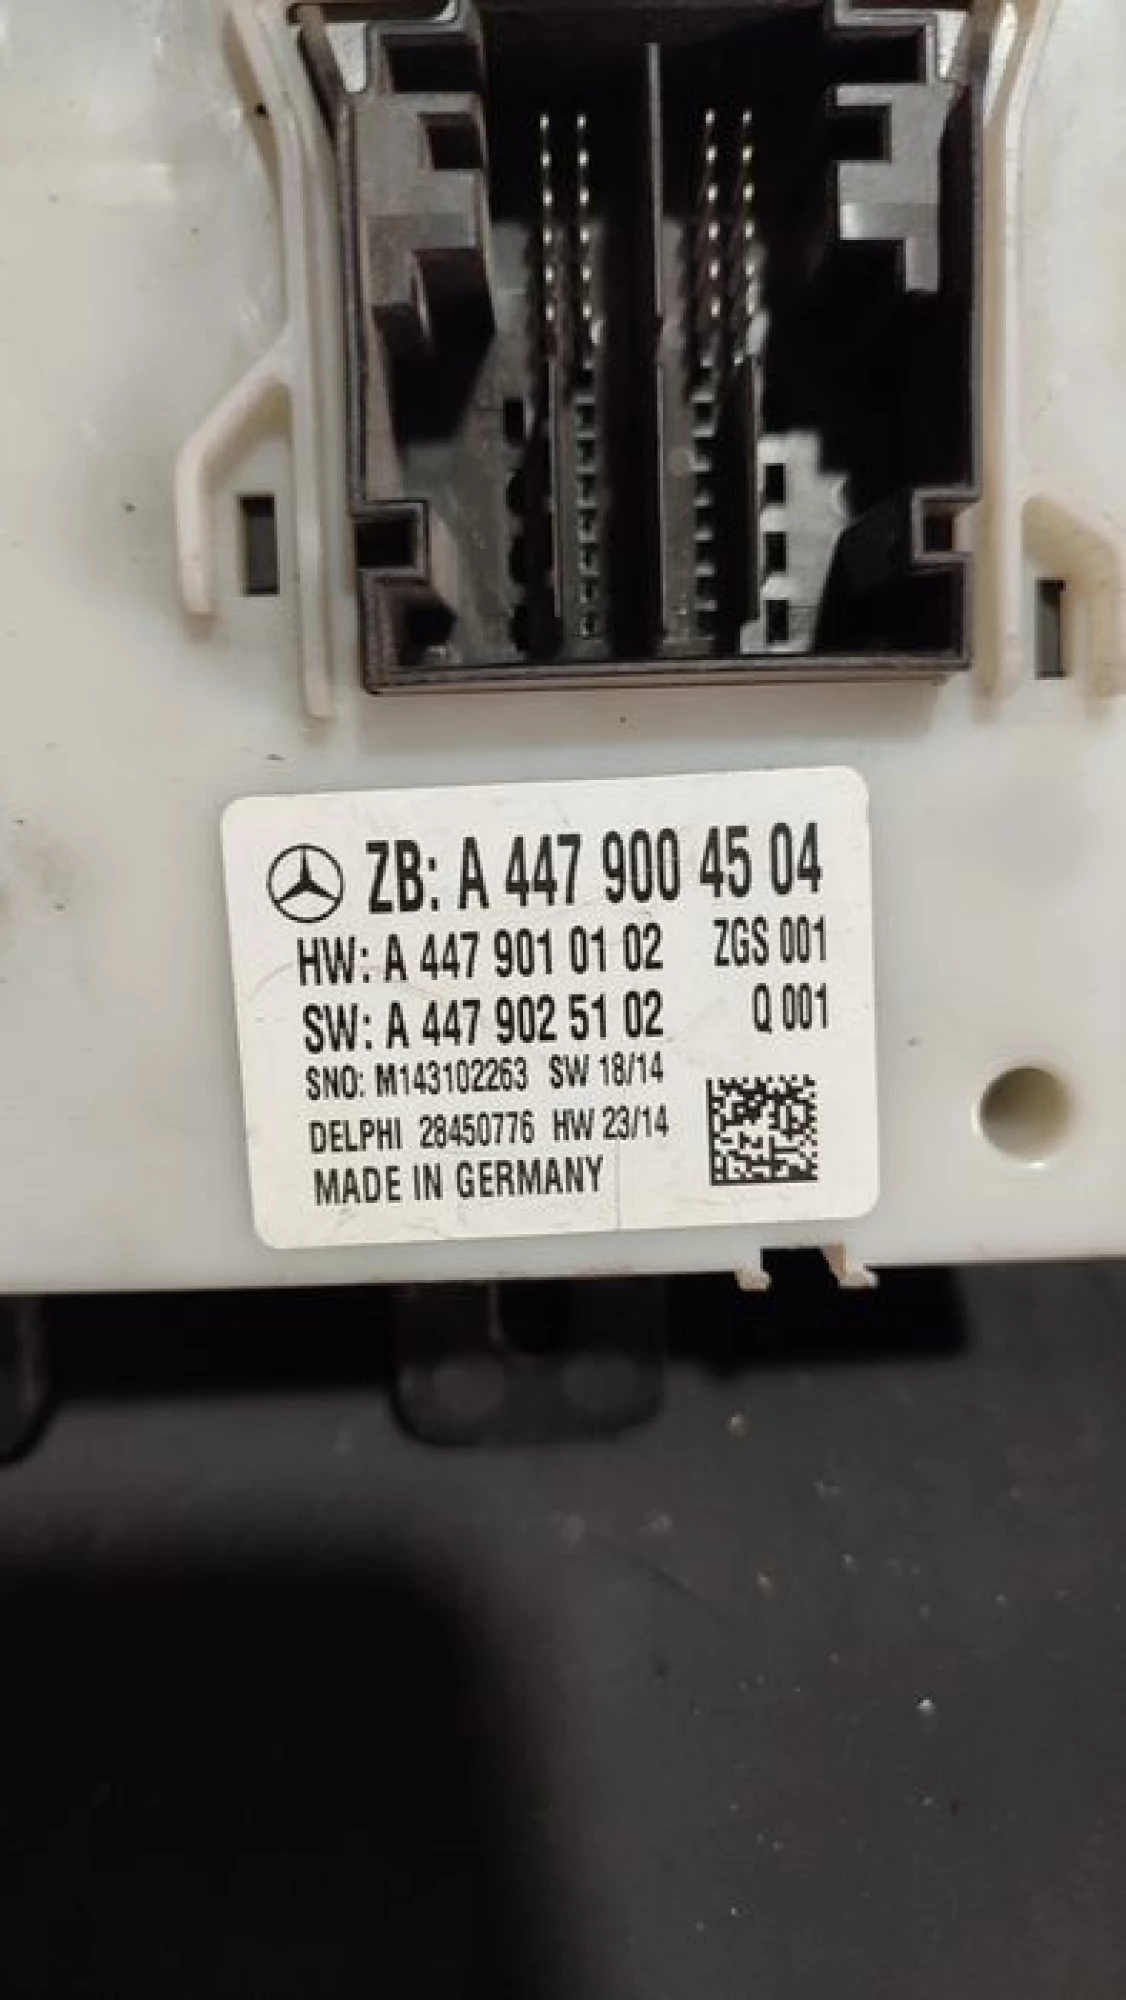 ZB: A 447 900 45 04
HW: A 447 901 01 02 ZGS 001
SW: A 447 902 51 02 Q 001
SNO: M143102263 SW 18/14
DELPHI 28450776 HW 23/14
MADE IN GERMANY